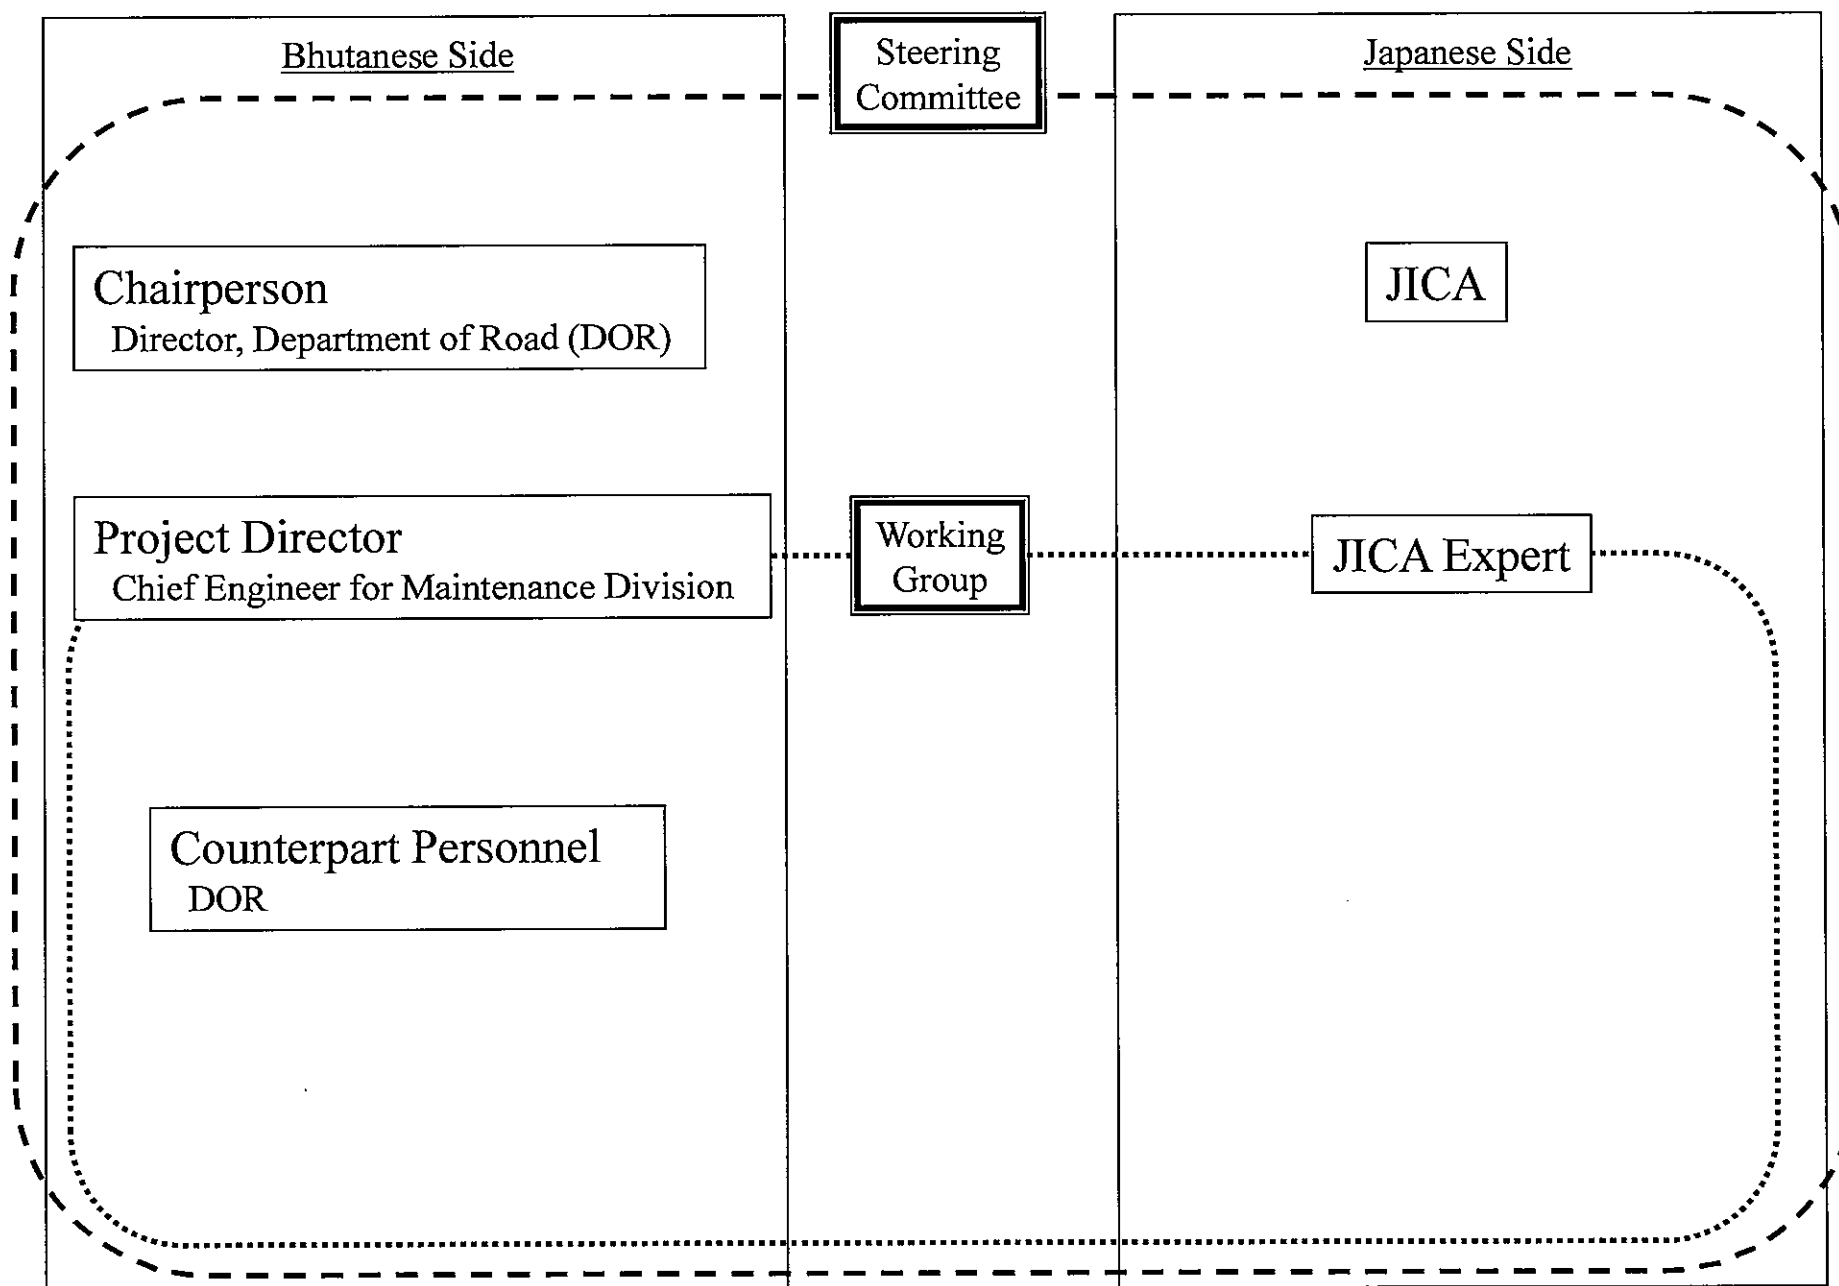 Bhutanese Side
Steering
Committee
Japanese Side
Chairperson
Director, Department of Road (DOR)
JICA
Project Director
Chief Engineer for Maintenance Division
Working
Group
JICA Expert
Counterpart Personnel
DOR